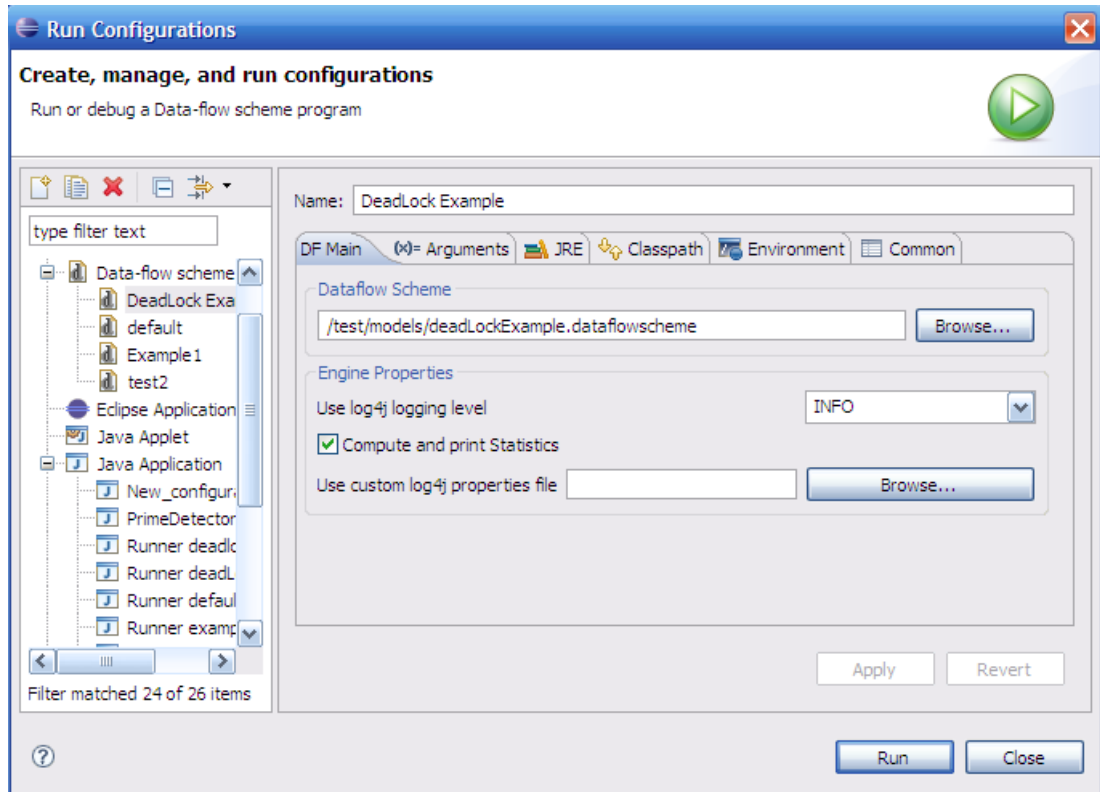 Run Configurations
Create, manage, and run configurations
Run or debug a Data-flow scheme program
type filter text
Data-flow scheme
DeadLock Exa
default
Example1
test2
Eclipse Application
Java Applet
Java Application
New_configur
PrimeDetector
Runner deadlo
Runner deadL
Runner defaul
Runner examp
Filter matched 24 of 26 items
Name: DeadLock Example
DF Main (x)= Arguments JRE Classpath Environment Common
Dataflow Scheme
/test/models/deadLockExample.dataflowscheme Browse...
Engine Properties
Use log4j logging level INFO
Compute and print Statistics
Use custom log4j properties file Browse...
Apply Revert
Run Close